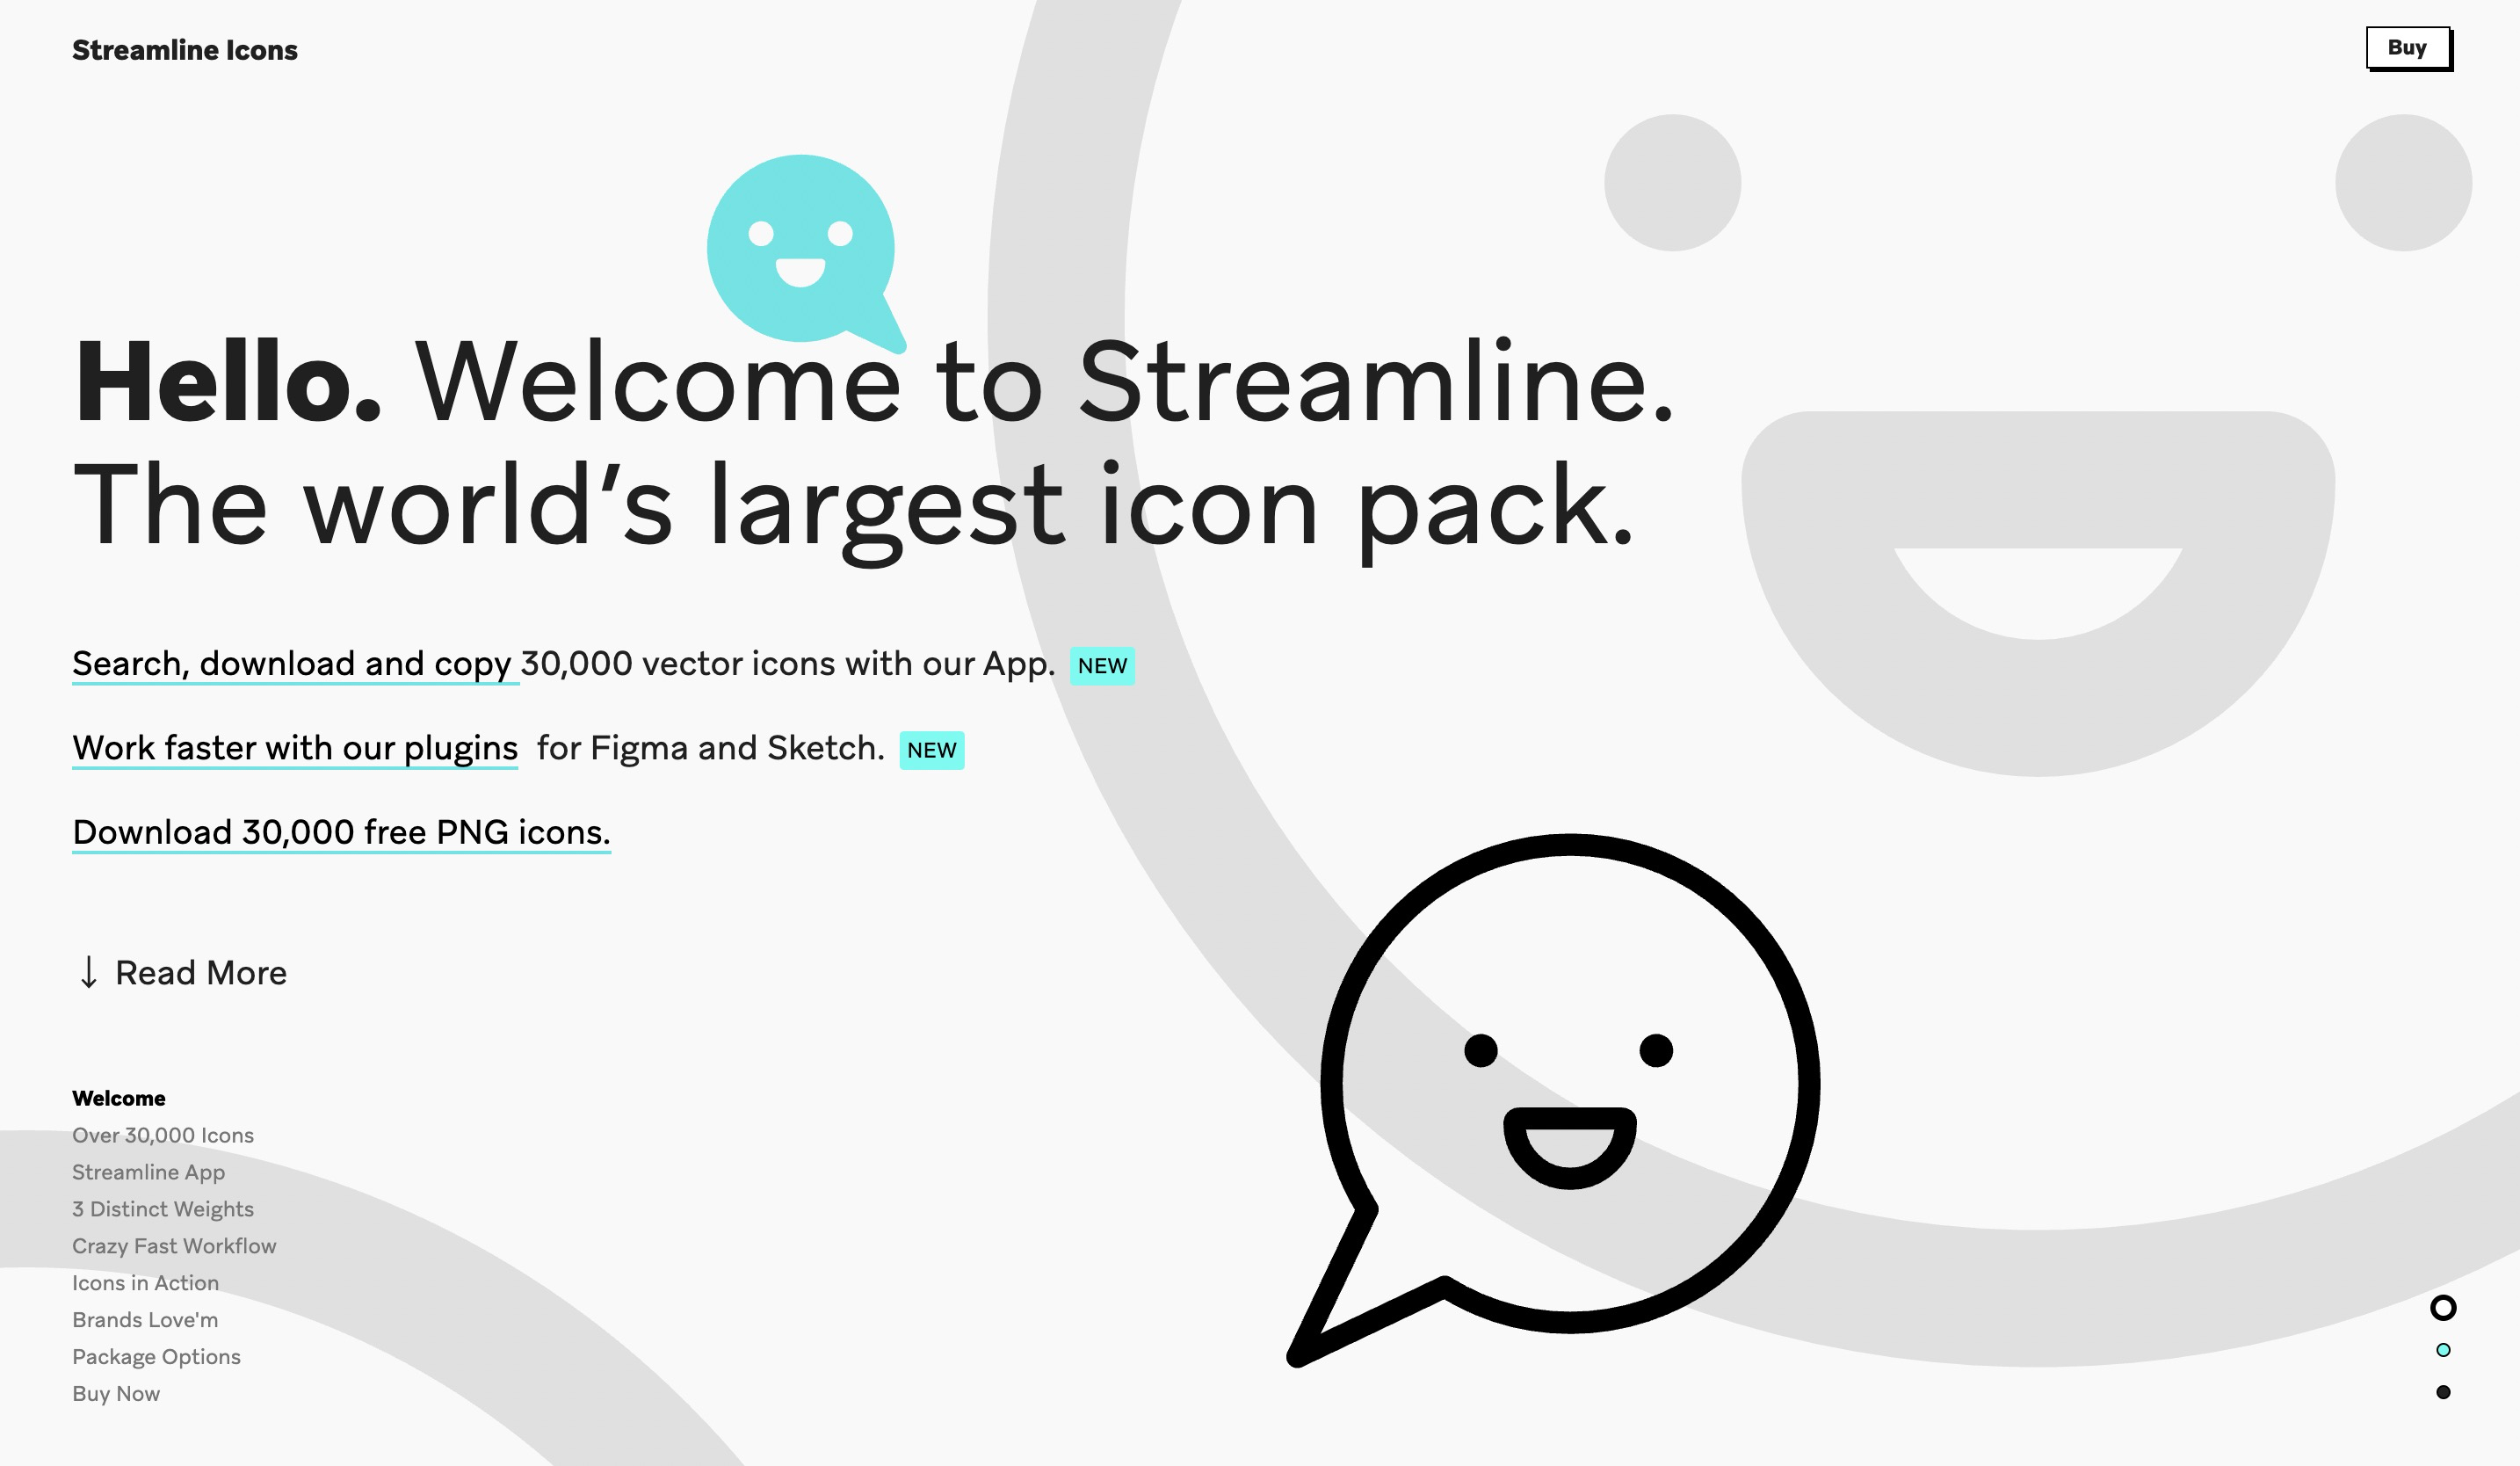 Streamline Icons
Buy
Hello. Welcome to Streamline.
The world’s largest icon pack.
Search, download and copy 30,000 vector icons with our App. NEW
Work faster with our plugins for Figma and Sketch. NEW
Download 30,000 free PNG icons.
↓ Read More
Welcome
Over 30,000 Icons
Streamline App
3 Distinct Weights
Crazy Fast Workflow
Icons in Action
Brands Love'm
Package Options
Buy Now